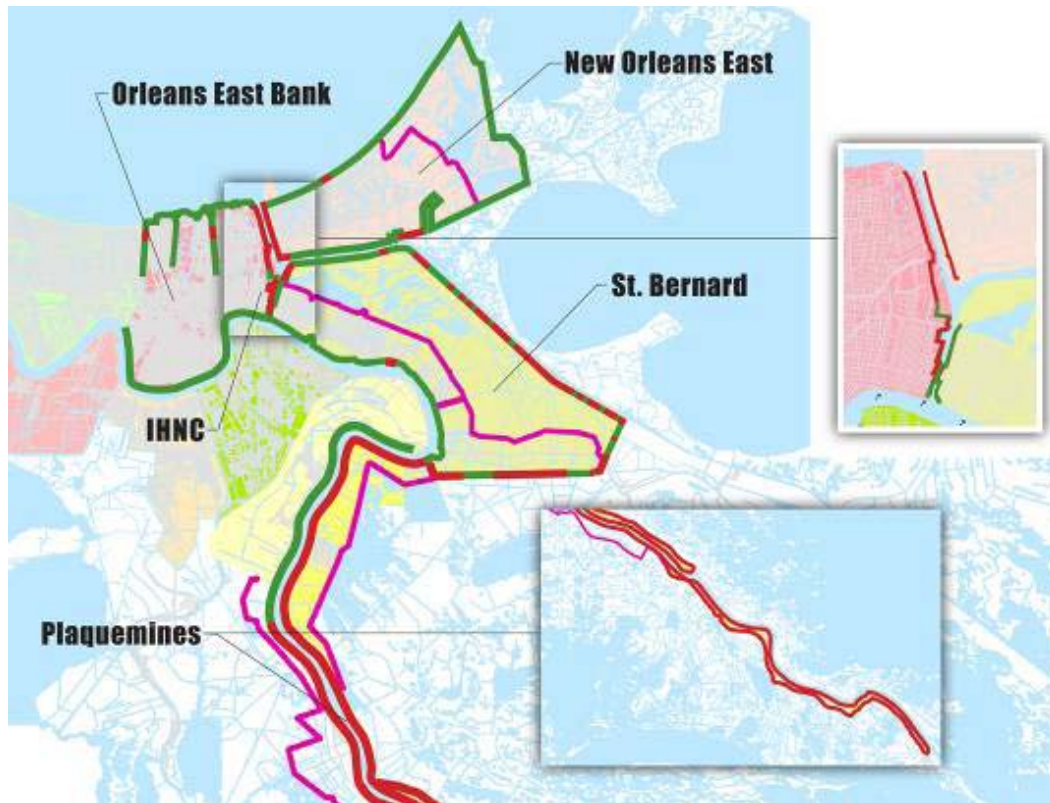 New Orleans East
Orleans East Bank
St. Bernard
IHNC
Plaquemines